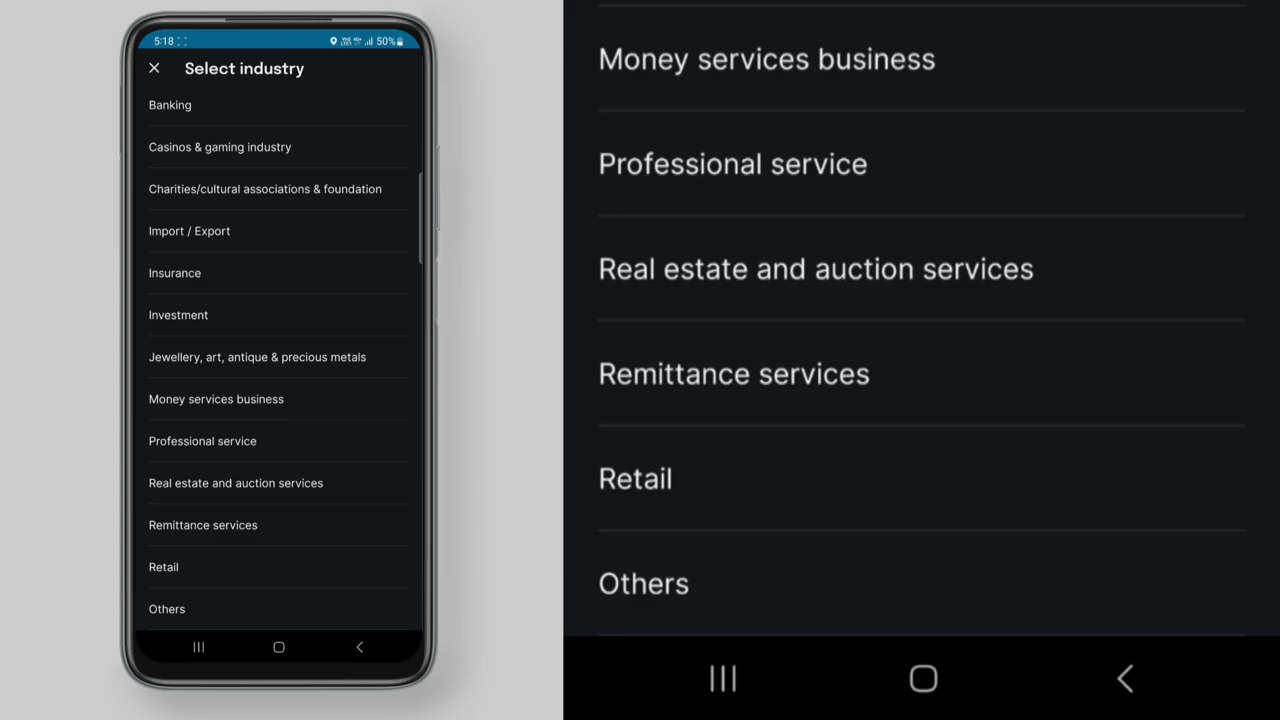 5:18
50%
Select industry
Banking
Casinos & gaming industry
Charities/cultural associations & foundation
Import / Export
Insurance
Investment
Jewellery, art, antique & precious metals
Money services business
Professional service
Real estate and auction services
Remittance services
Retail
Others
Money services business
Professional service
Real estate and auction services
Remittance services
Retail
Others